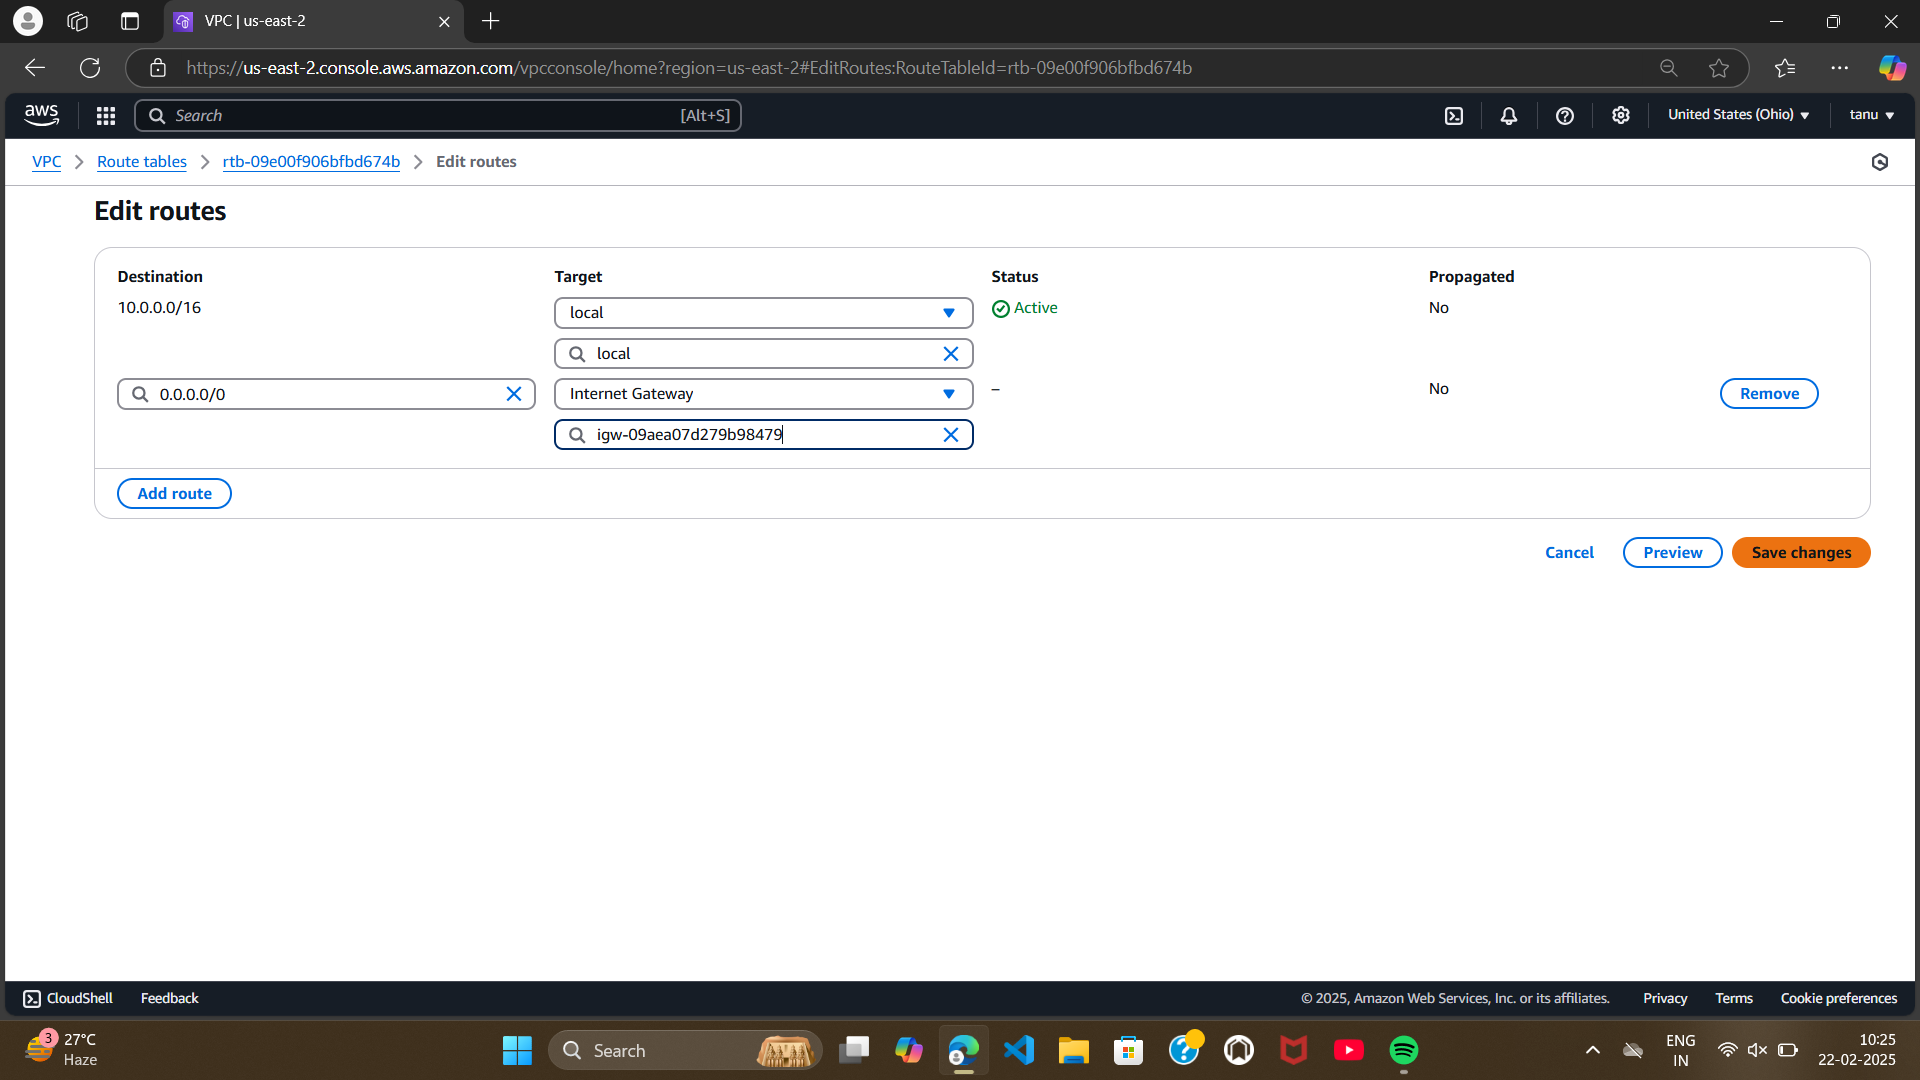 VPC | us-east-2
https://us-east-2.console.aws.amazon.com/vpcconsole/home?region=us-east-2#EditRoutes:RouteTableId=rtb-09e00f906bfbd674b
aws
Search
[Alt+S]
United States (Ohio)
tanu
VPC
Route tables
rtb-09e00f906bfbd674b
Edit routes
Edit routes
Destination
Target
Status
Propagated
10.0.0.0/16
local
Active
No
local
0.0.0.0/0
Internet Gateway
–
No
Remove
igw-09aea07d279b98479
Add route
Cancel
Preview
Save changes
CloudShell
Feedback
© 2025, Amazon Web Services, Inc. or its affiliates.
Privacy
Terms
Cookie preferences
3
27°C
Haze
Search
ENG
IN
10:25
22-02-2025